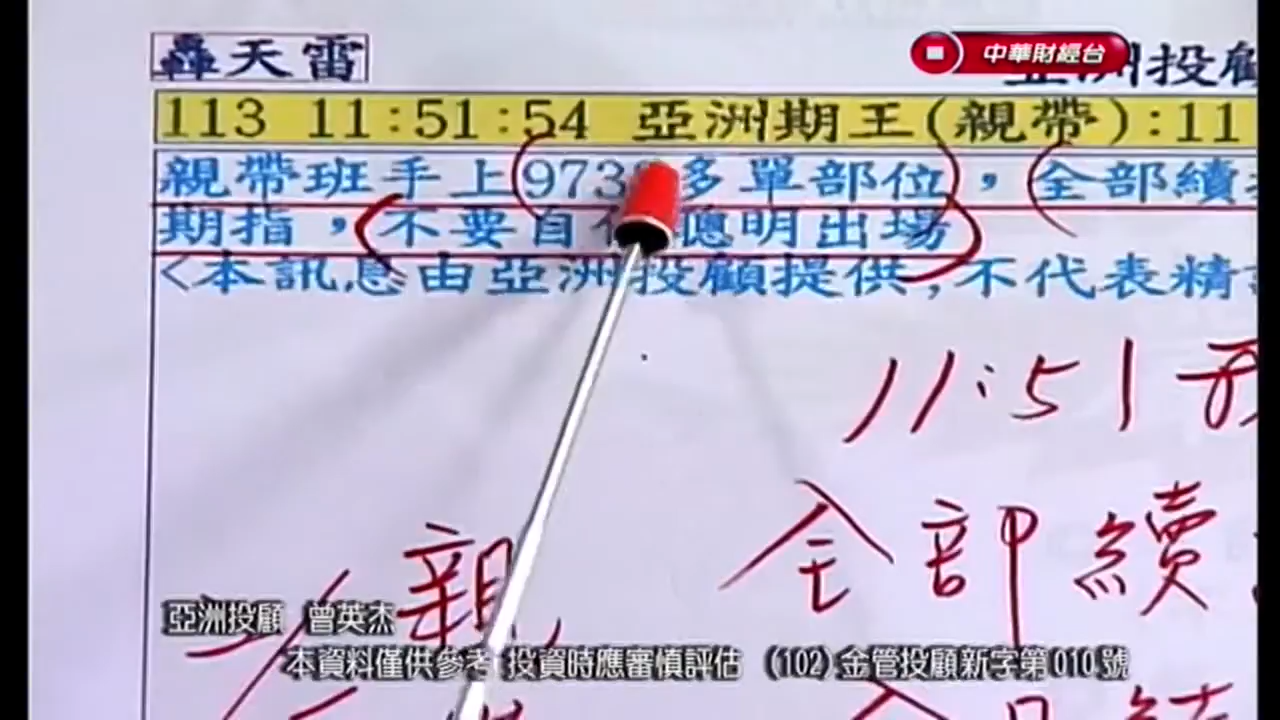 轟天雷
中華財經台
亞洲投顧
113 11:51:54 亞洲期王(親帶):11
親帶班手上973 多單部位，全部續
期指，不要自 聰明出場
<本訊息由亞洲投顧提供,不代表精
11:51
親
全部續
亞洲投顧 曾英杰
本資料僅供參考 投資時應審慎評估 (102)金管投顧新字第010號